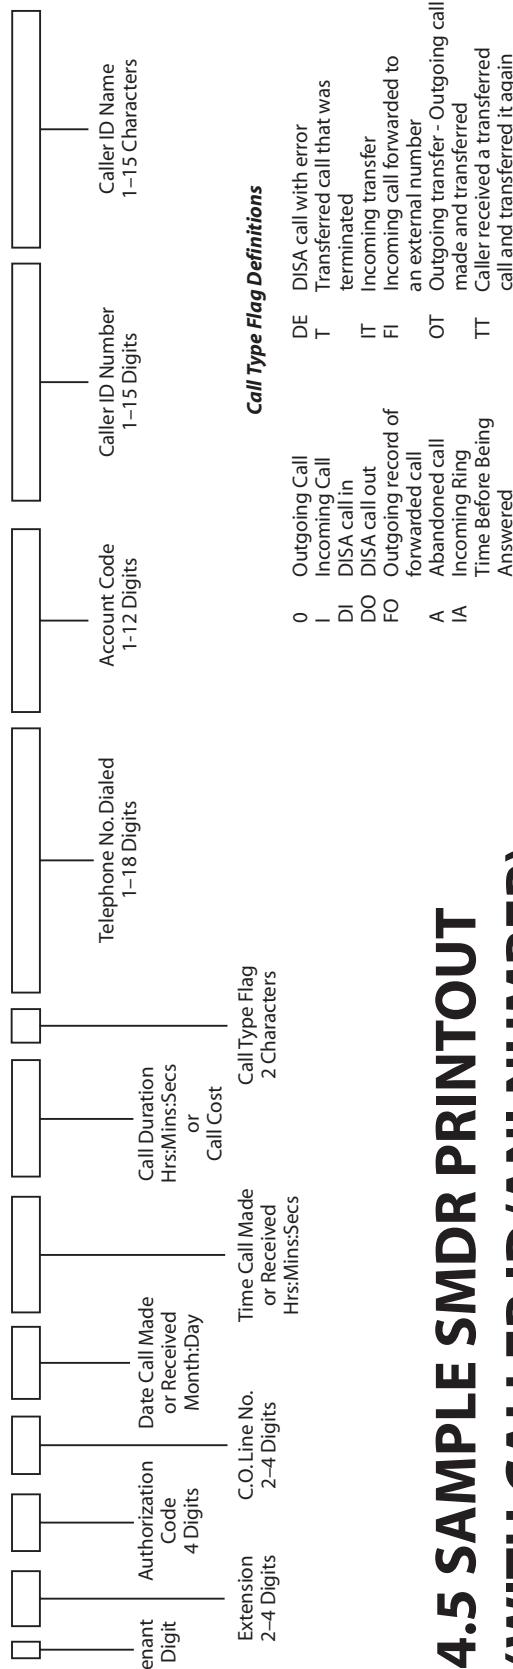 enant
Digit
Extension
2–4 Digits
Authorization
Code
4 Digits
C.O. Line No.
2–4 Digits
Date Call Made
or Received
Month:Day
Time Call Made
or Received
Hrs:Mins:Secs
Call Duration
Hrs:Mins:Secs
or
Call Cost
Call Type Flag
2 Characters
Telephone No. Dialed
1–18 Digits
Account Code
1-12 Digits
Caller ID Number
1–15 Digits
Caller ID Name
1–15 Characters
Call Type Flag Definitions
0 Outgoing Call
I Incoming Call
DI DISA call in
DO DISA call out
FO Outgoing record of
forwarded call
A Abandoned call
IA Incoming Ring
Time Before Being
Answered
DE DISA call with error
T Transferred call that was
terminated
IT Incoming transfer
FI Incoming call forwarded to
an external number
OT Outgoing transfer - Outgoing call
made and transferred
TT Caller received a transferred
call and transferred it again
4.5 SAMPLE SMDR PRINTOUT
(WITH CALLER ID/ANI NUMBER)